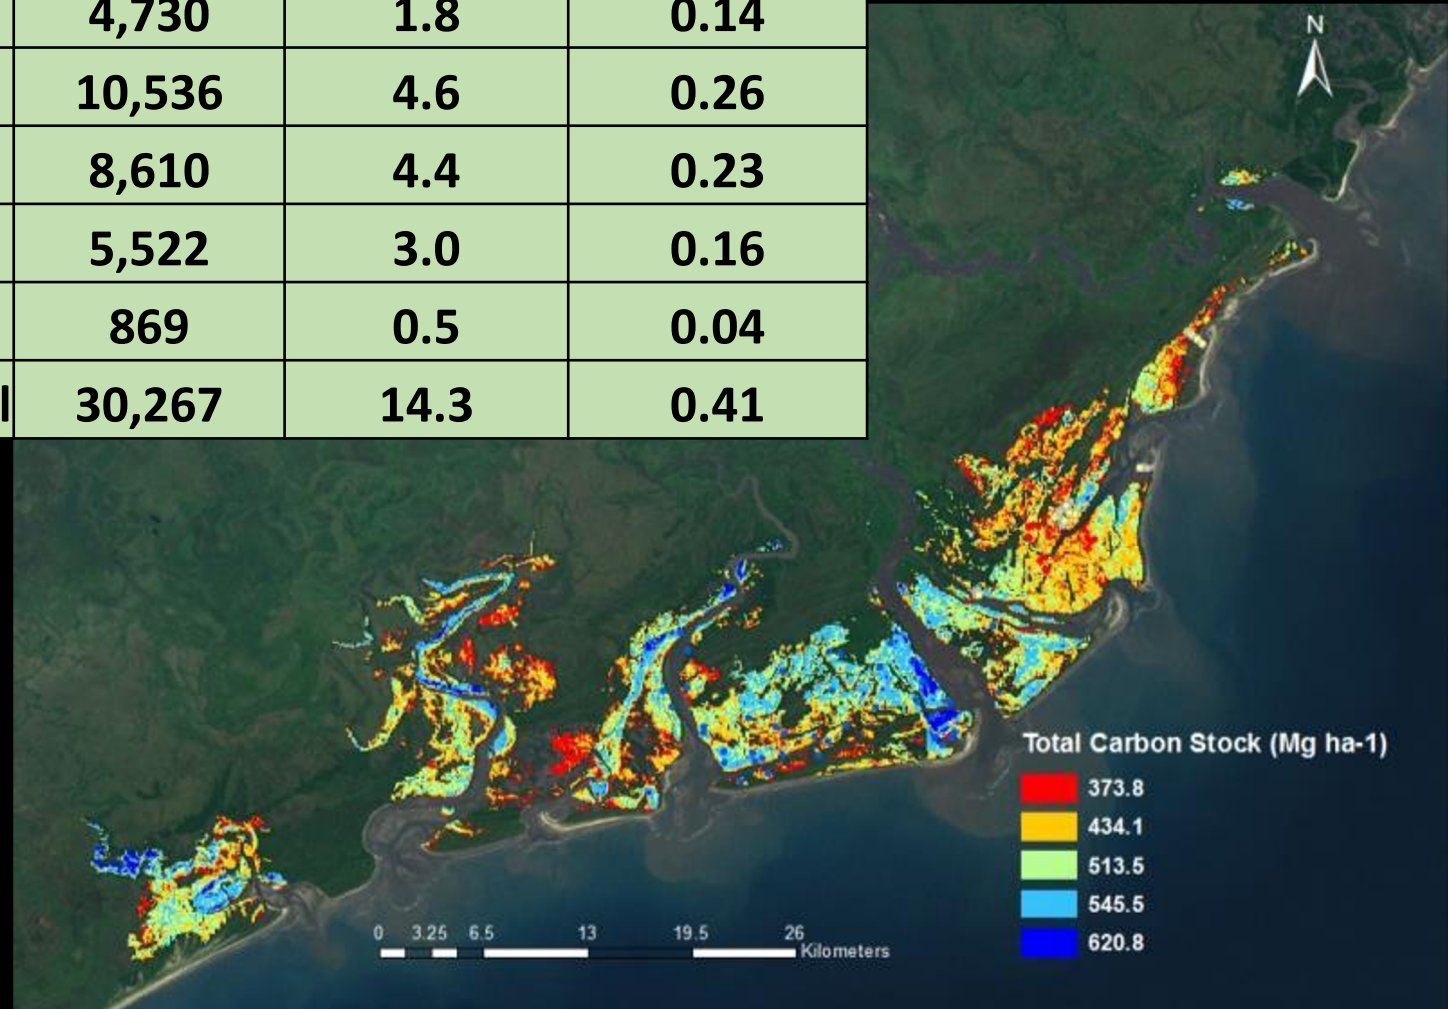 4,730 1.8 0.14
10,536 4.6 0.26
8,610 4.4 0.23
5,522 3.0 0.16
869 0.5 0.04
l 30,267 14.3 0.41
N
Total Carbon Stock (Mg ha-1)
373.8
434.1
513.5
545.5
620.8
0 3.25 6.5 13 19.5 26
Kilometers